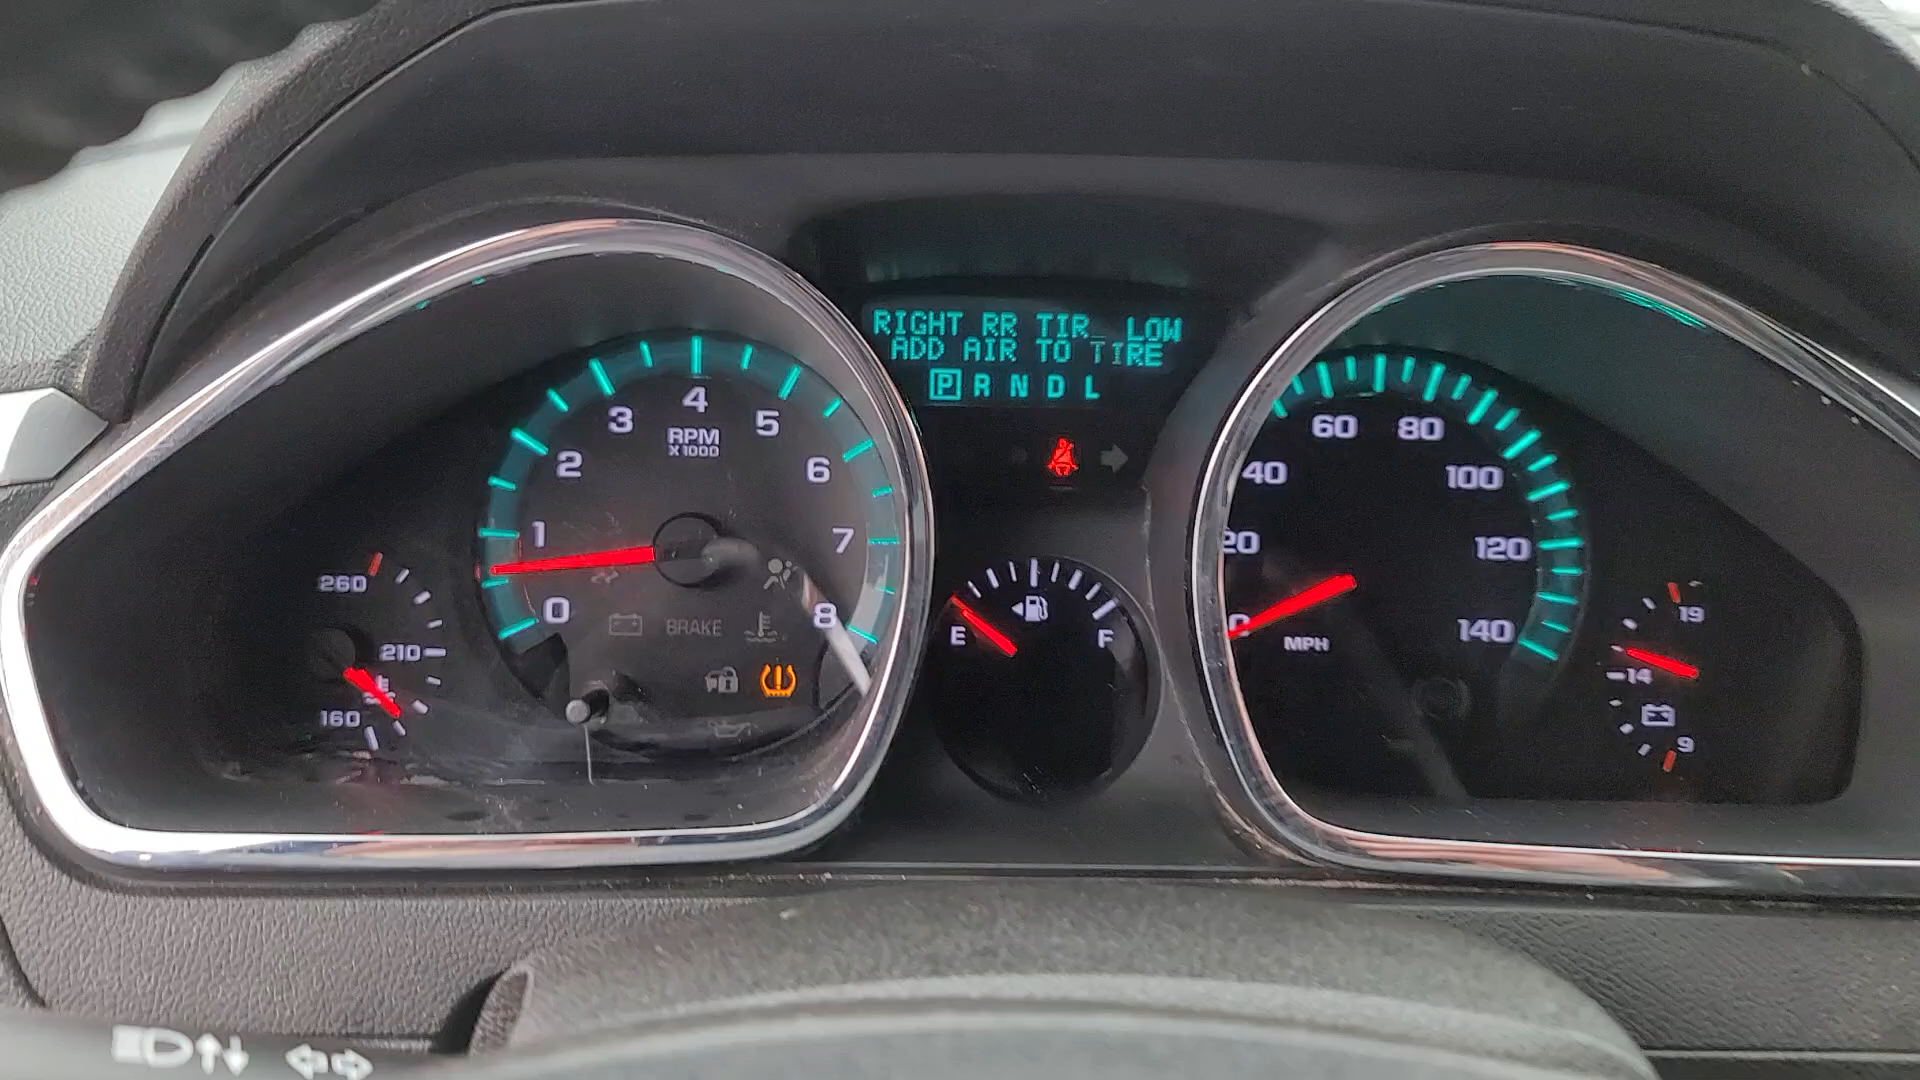 RIGHT RR TIR_ LOW
ADD AIR TO TIRE
P R N D L
0 1 2 3 4 5 6 7 8
RPM
X 1000
BRAKE
260
210
160
E F
0 20 40 60 80 100 120 140
MPH
19
14
9